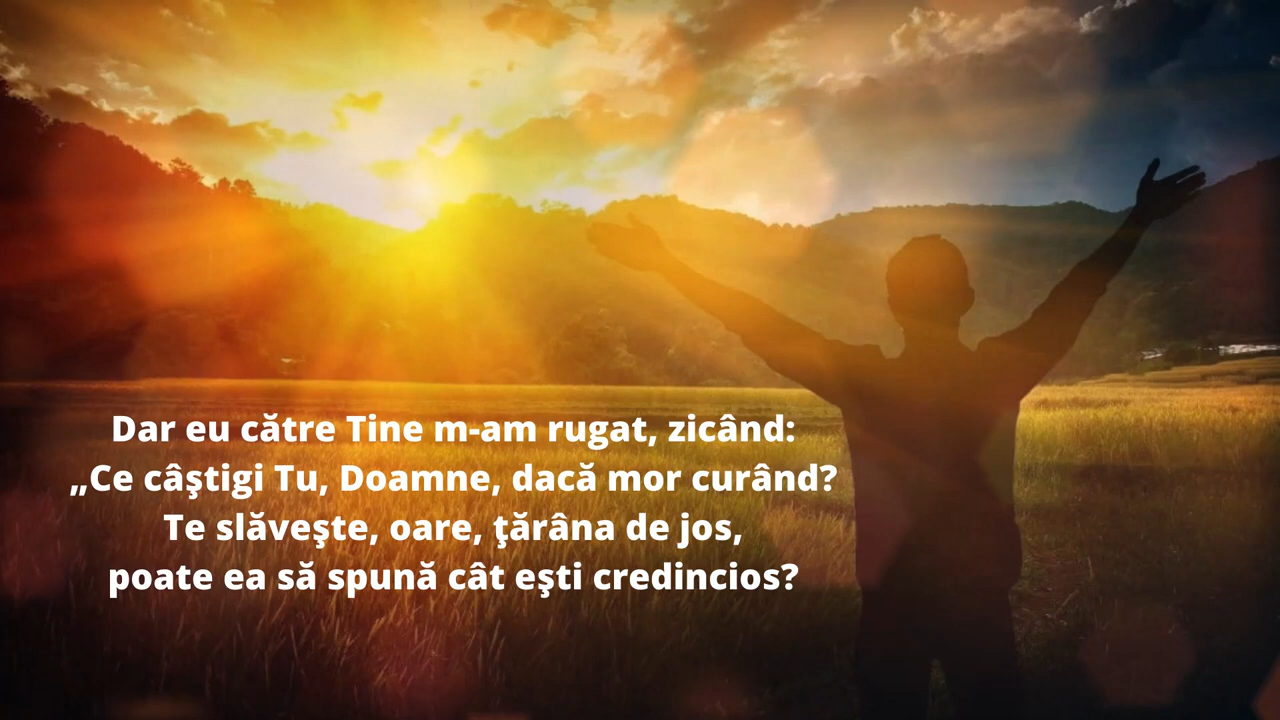 Dar eu către Tine m-am rugat, zicând:
„Ce câştigi Tu, Doamne, dacă mor curând?
Te slăveşte, oare, ţărâna de jos,
poate ea să spună cât eşti credincios?